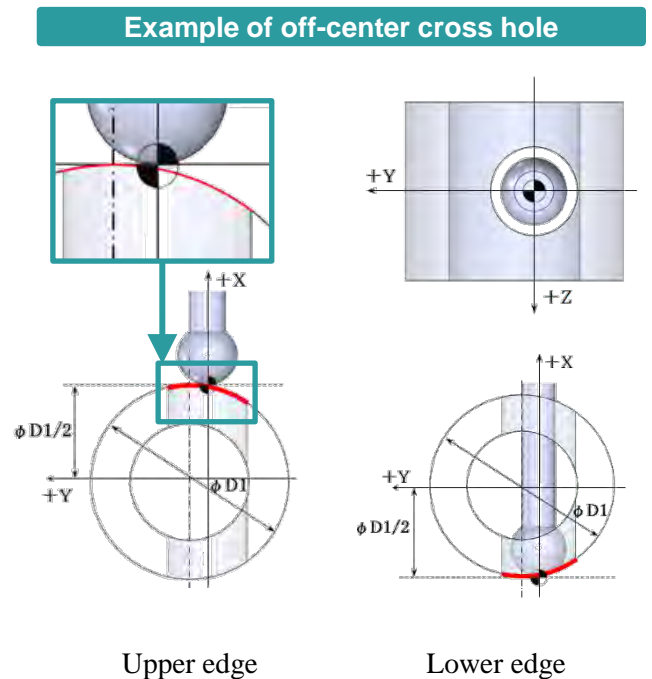 Example of off-center cross hole
+Y
+Z
+X
φD1/2
+Y
φD1
+X
+Y
φD1/2
φD1
Upper edge
Lower edge